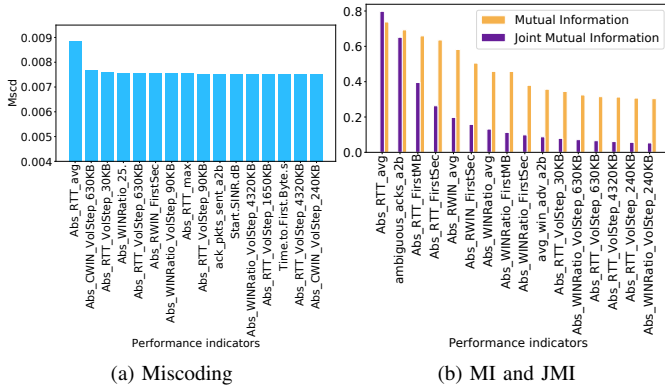 0.009
0.008
0.007
0.006
0.005
0.004
Mscd
Abs_RTT_avg
Abs_CWIN_VolStep_630KB
Abs_RTT_VolStep_30KB
Abs_WINRatio_25.
Abs_RTT_VolStep_630KB
Abs_RWIN_FirstSec
Abs_WINRatio_VolStep_90KB
Abs_RTT_max
Abs_RTT_VolStep_90KB
ack_pkts_sent_a2b
Start.SINR.dB
Abs_WINRatio_VolStep_4320KB
Abs_RTT_VolStep_1650KB
Time.to.First.Byte.s
Abs_RTT_VolStep_4320KB
Abs_CWIN_VolStep_240KB
Performance indicators
(a) Miscoding
0.8
0.6
0.4
0.2
0.0
Mutual Information
Joint Mutual Information
Abs_RTT_avg
ambiguous_acks_a2b
Abs_RTT_FirstMB
Abs_RTT_FirstSec
Abs_RWIN_avg
Abs_RWIN_FirstSec
Abs_WINRatio_avg
Abs_WINRatio_FirstMB
Abs_WINRatio_FirstSec
avg_win_adv_a2b
Abs_RTT_VolStep_30KB
Abs_WINRatio_VolStep_630KB
Abs_RTT_VolStep_630KB
Abs_RTT_VolStep_4320KB
Abs_RTT_VolStep_240KB
Abs_WINRatio_VolStep_240KB
Performance indicators
(b) MI and JMI